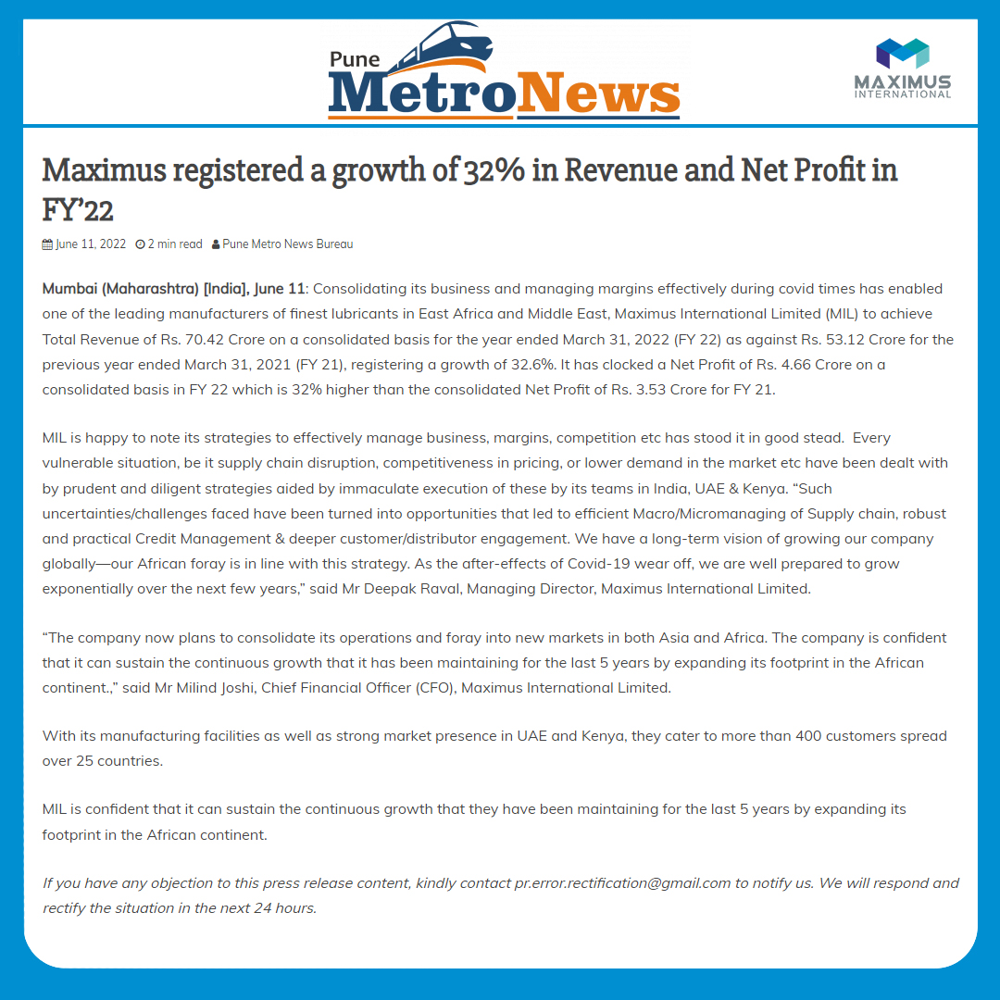 Pune
MetroNews
MAXIMUS
INTERNATIONAL
Maximus registered a growth of 32% in Revenue and Net Profit in
FY’22
June 11, 2022 2 min read Pune Metro News Bureau
Mumbai (Maharashtra) [India], June 11: Consolidating its business and managing margins effectively during covid times has enabled
one of the leading manufacturers of finest lubricants in East Africa and Middle East, Maximus International Limited (MIL) to achieve
Total Revenue of Rs. 70.42 Crore on a consolidated basis for the year ended March 31, 2022 (FY 22) as against Rs. 53.12 Crore for the
previous year ended March 31, 2021 (FY 21), registering a growth of 32.6%. It has clocked a Net Profit of Rs. 4.66 Crore on a
consolidated basis in FY 22 which is 32% higher than the consolidated Net Profit of Rs. 3.53 Crore for FY 21.
MIL is happy to note its strategies to effectively manage business, margins, competition etc has stood it in good stead. Every
vulnerable situation, be it supply chain disruption, competitiveness in pricing, or lower demand in the market etc have been dealt with
by prudent and diligent strategies aided by immaculate execution of these by its teams in India, UAE & Kenya. “Such
uncertainties/challenges faced have been turned into opportunities that led to efficient Macro/Micromanaging of Supply chain, robust
and practical Credit Management & deeper customer/distributor engagement. We have a long-term vision of growing our company
globally—our African foray is in line with this strategy. As the after-effects of Covid-19 wear off, we are well prepared to grow
exponentially over the next few years,” said Mr Deepak Raval, Managing Director, Maximus International Limited.
“The company now plans to consolidate its operations and foray into new markets in both Asia and Africa. The company is confident
that it can sustain the continuous growth that it has been maintaining for the last 5 years by expanding its footprint in the African
continent.,” said Mr Milind Joshi, Chief Financial Officer (CFO), Maximus International Limited.
With its manufacturing facilities as well as strong market presence in UAE and Kenya, they cater to more than 400 customers spread
over 25 countries.
MIL is confident that it can sustain the continuous growth that they have been maintaining for the last 5 years by expanding its
footprint in the African continent.
If you have any objection to this press release content, kindly contact pr.error.rectification@gmail.com to notify us. We will respond and
rectify the situation in the next 24 hours.